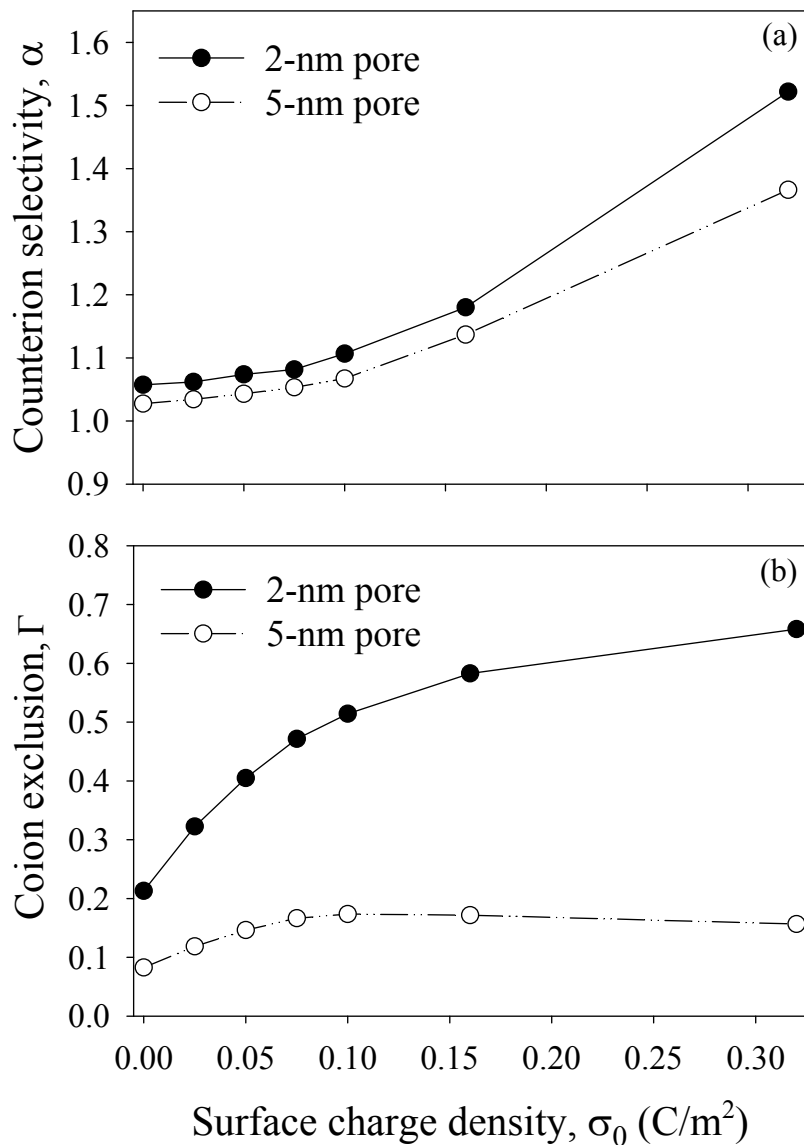 (a)
2-nm pore
5-nm pore
1.6
1.5
1.4
1.3
1.2
1.1
1.0
0.9
Counterion selectivity, α
(b)
2-nm pore
5-nm pore
0.8
0.7
0.6
0.5
0.4
0.3
0.2
0.1
0.0
Coion exclusion, Γ
0.00 0.05 0.10 0.15 0.20 0.25 0.30
Surface charge density, σ₀ (C/m²)